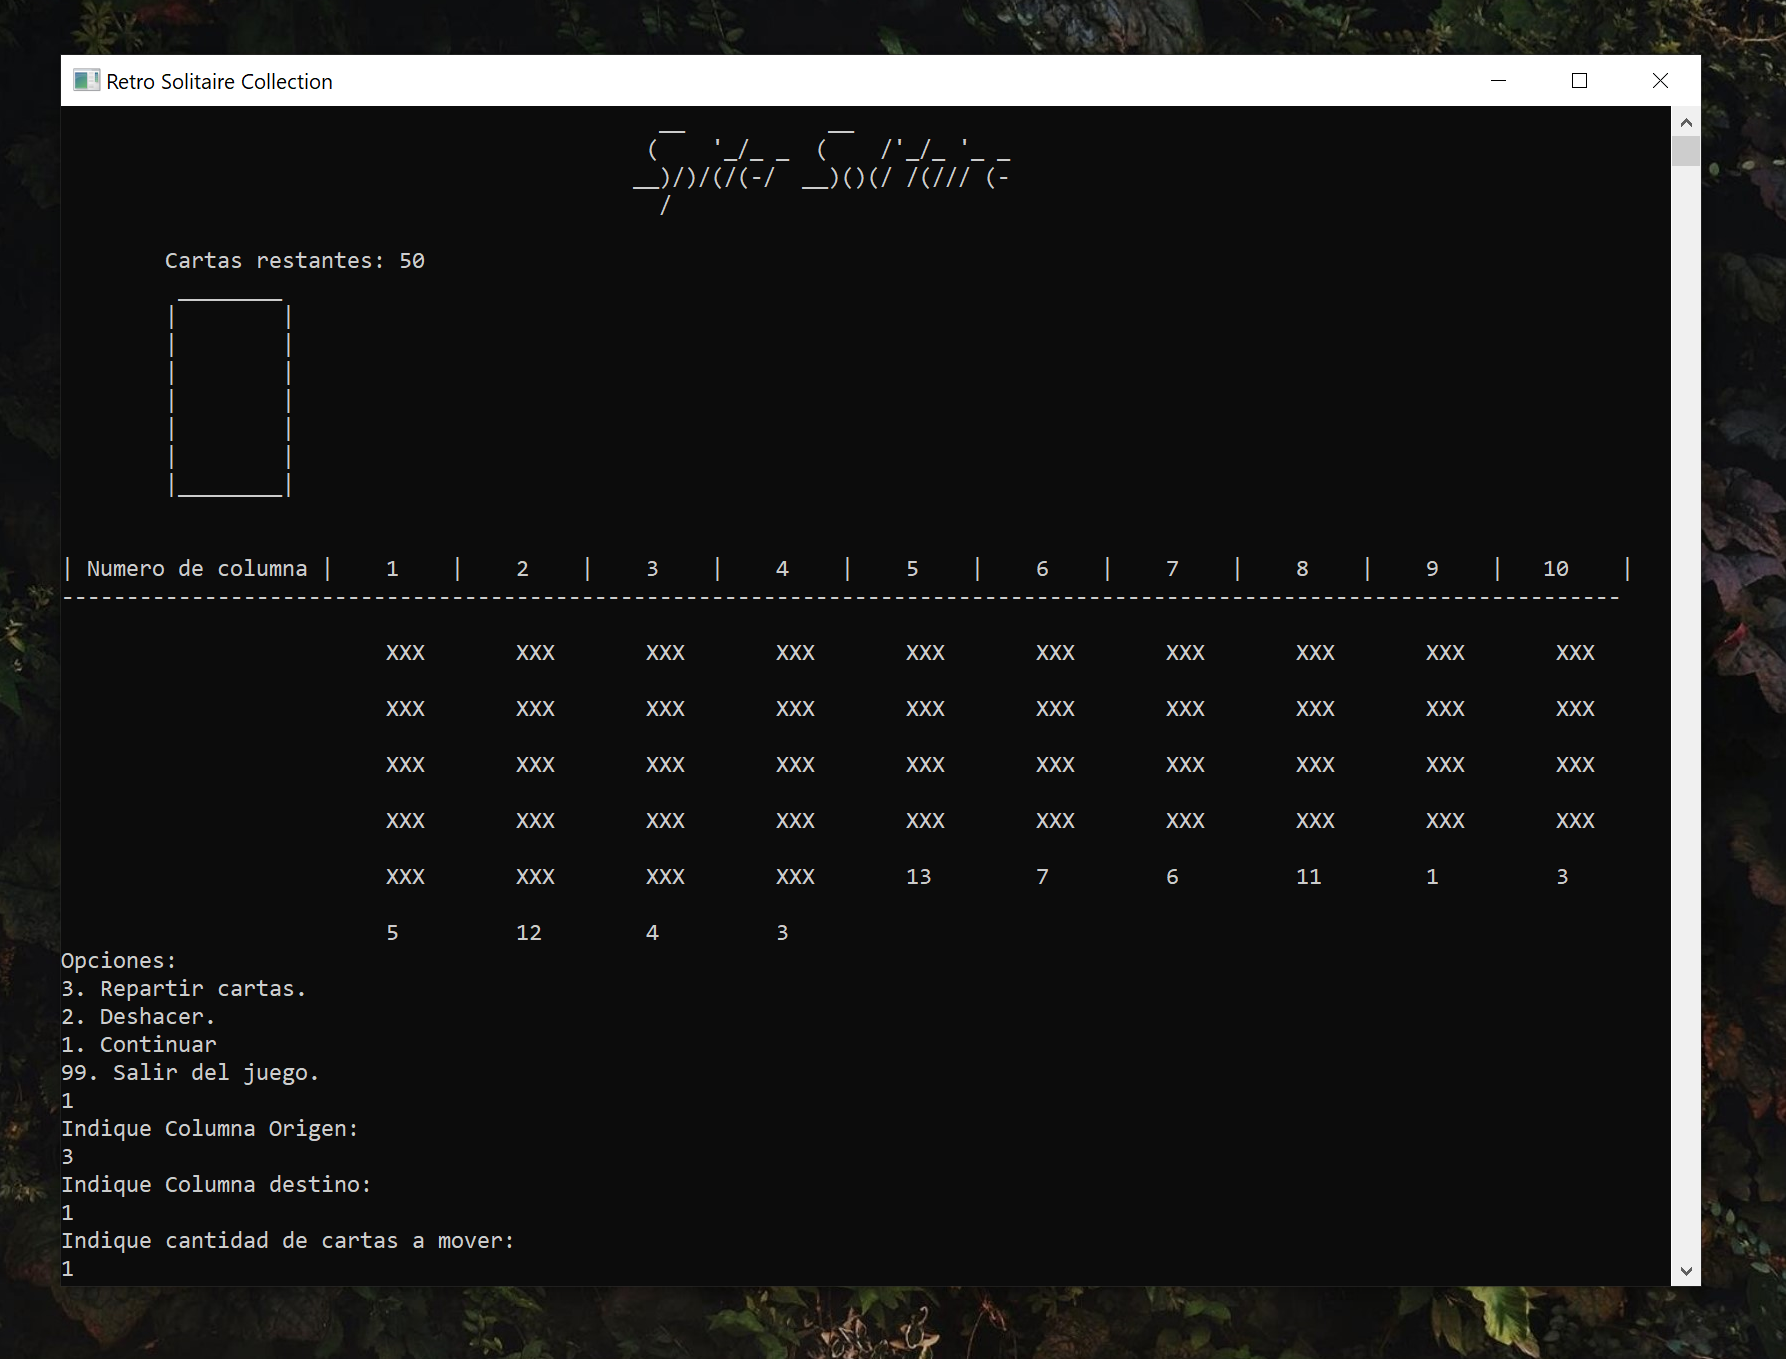 Retro Solitaire Collection
Cartas restantes: 50
| Numero de columna | 1 | 2 | 3 | 4 | 5 | 6 | 7 | 8 | 9 | 10 |
XXX XXX XXX XXX XXX XXX XXX XXX XXX XXX
XXX XXX XXX XXX XXX XXX XXX XXX XXX XXX
XXX XXX XXX XXX XXX XXX XXX XXX XXX XXX
XXX XXX XXX XXX XXX XXX XXX XXX XXX XXX
XXX XXX XXX XXX 13 7 6 11 1 3
5 12 4 3
Opciones:
3. Repartir cartas.
2. Deshacer.
1. Continuar
99. Salir del juego.
1
Indique Columna Origen:
3
Indique Columna destino:
1
Indique cantidad de cartas a mover:
1